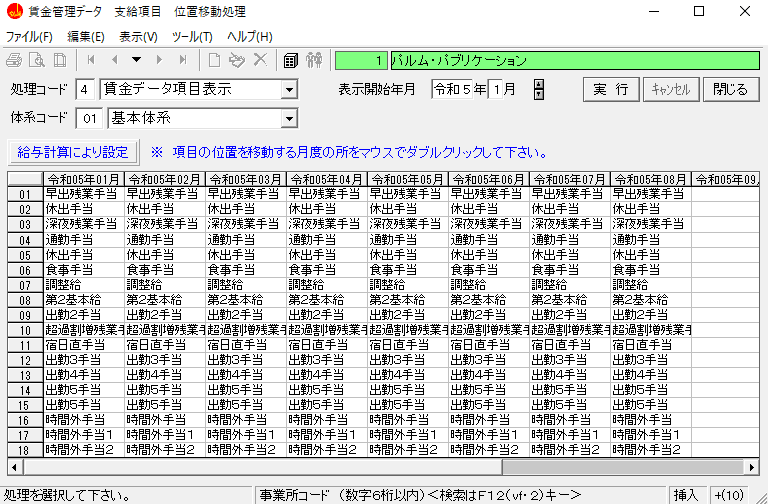 賃金管理データ　支給項目　位置移動処理
ファイル(F) 編集(E) 表示(V) ツール(T) ヘルプ(H)
1 パルム・パブリケーション
処理コード 4 賃金データ項目表示 表示開始年月 令和 5 年 1 月 実 行 キャンセル 閉じる
体系コード 01 基本体系
給与計算により設定 ※ 項目の位置を移動する月度の所をマウスでダブルクリックして下さい。
令和05年01月 令和05年02月 令和05年03月 令和05年04月 令和05年05月 令和05年06月 令和05年07月 令和05年08月 令和05年09
01 早出残業手当 早出残業手当 早出残業手当 早出残業手当 早出残業手当 早出残業手当 早出残業手当 早出残業手当
02 休出手当 休出手当 休出手当 休出手当 休出手当 休出手当 休出手当 休出手当
03 深夜残業手当 深夜残業手当 深夜残業手当 深夜残業手当 深夜残業手当 深夜残業手当 深夜残業手当 深夜残業手当
04 通勤手当 通勤手当 通勤手当 通勤手当 通勤手当 通勤手当 通勤手当 通勤手当
05 休出手当 休出手当 休出手当 休出手当 休出手当 休出手当 休出手当 休出手当
06 食事手当 食事手当 食事手当 食事手当 食事手当 食事手当 食事手当 食事手当
07 調整給 調整給 調整給 調整給 調整給 調整給 調整給 調整給
08 第2基本給 第2基本給 第2基本給 第2基本給 第2基本給 第2基本給 第2基本給 第2基本給
09 出勤2手当 出勤2手当 出勤2手当 出勤2手当 出勤2手当 出勤2手当 出勤2手当 出勤2手当
10 超過割増残業手 超過割増残業手 超過割増残業手 超過割増残業手 超過割増残業手 超過割増残業手 超過割増残業手 超過割増残業手
11 宿日直手当 宿日直手当 宿日直手当 宿日直手当 宿日直手当 宿日直手当 宿日直手当 宿日直手当
12 出勤3手当 出勤3手当 出勤3手当 出勤3手当 出勤3手当 出勤3手当 出勤3手当 出勤3手当
13 出勤4手当 出勤4手当 出勤4手当 出勤4手当 出勤4手当 出勤4手当 出勤4手当 出勤4手当
14 出勤5手当 出勤5手当 出勤5手当 出勤5手当 出勤5手当 出勤5手当 出勤5手当 出勤5手当
15 出勤5手当 出勤5手当 出勤5手当 出勤5手当 出勤5手当 出勤5手当 出勤5手当 出勤5手当
16 時間外手当 時間外手当 時間外手当 時間外手当 時間外手当 時間外手当 時間外手当 時間外手当
17 時間外手当1 時間外手当1 時間外手当1 時間外手当1 時間外手当1 時間外手当1 時間外手当1 時間外手当1
18 時間外手当2 時間外手当2 時間外手当2 時間外手当2 時間外手当2 時間外手当2 時間外手当2 時間外手当2
処理を選択して下さい。 事業所コード （数字6桁以内）＜検索はF12(vf・2)キー＞ 挿入 +(10)